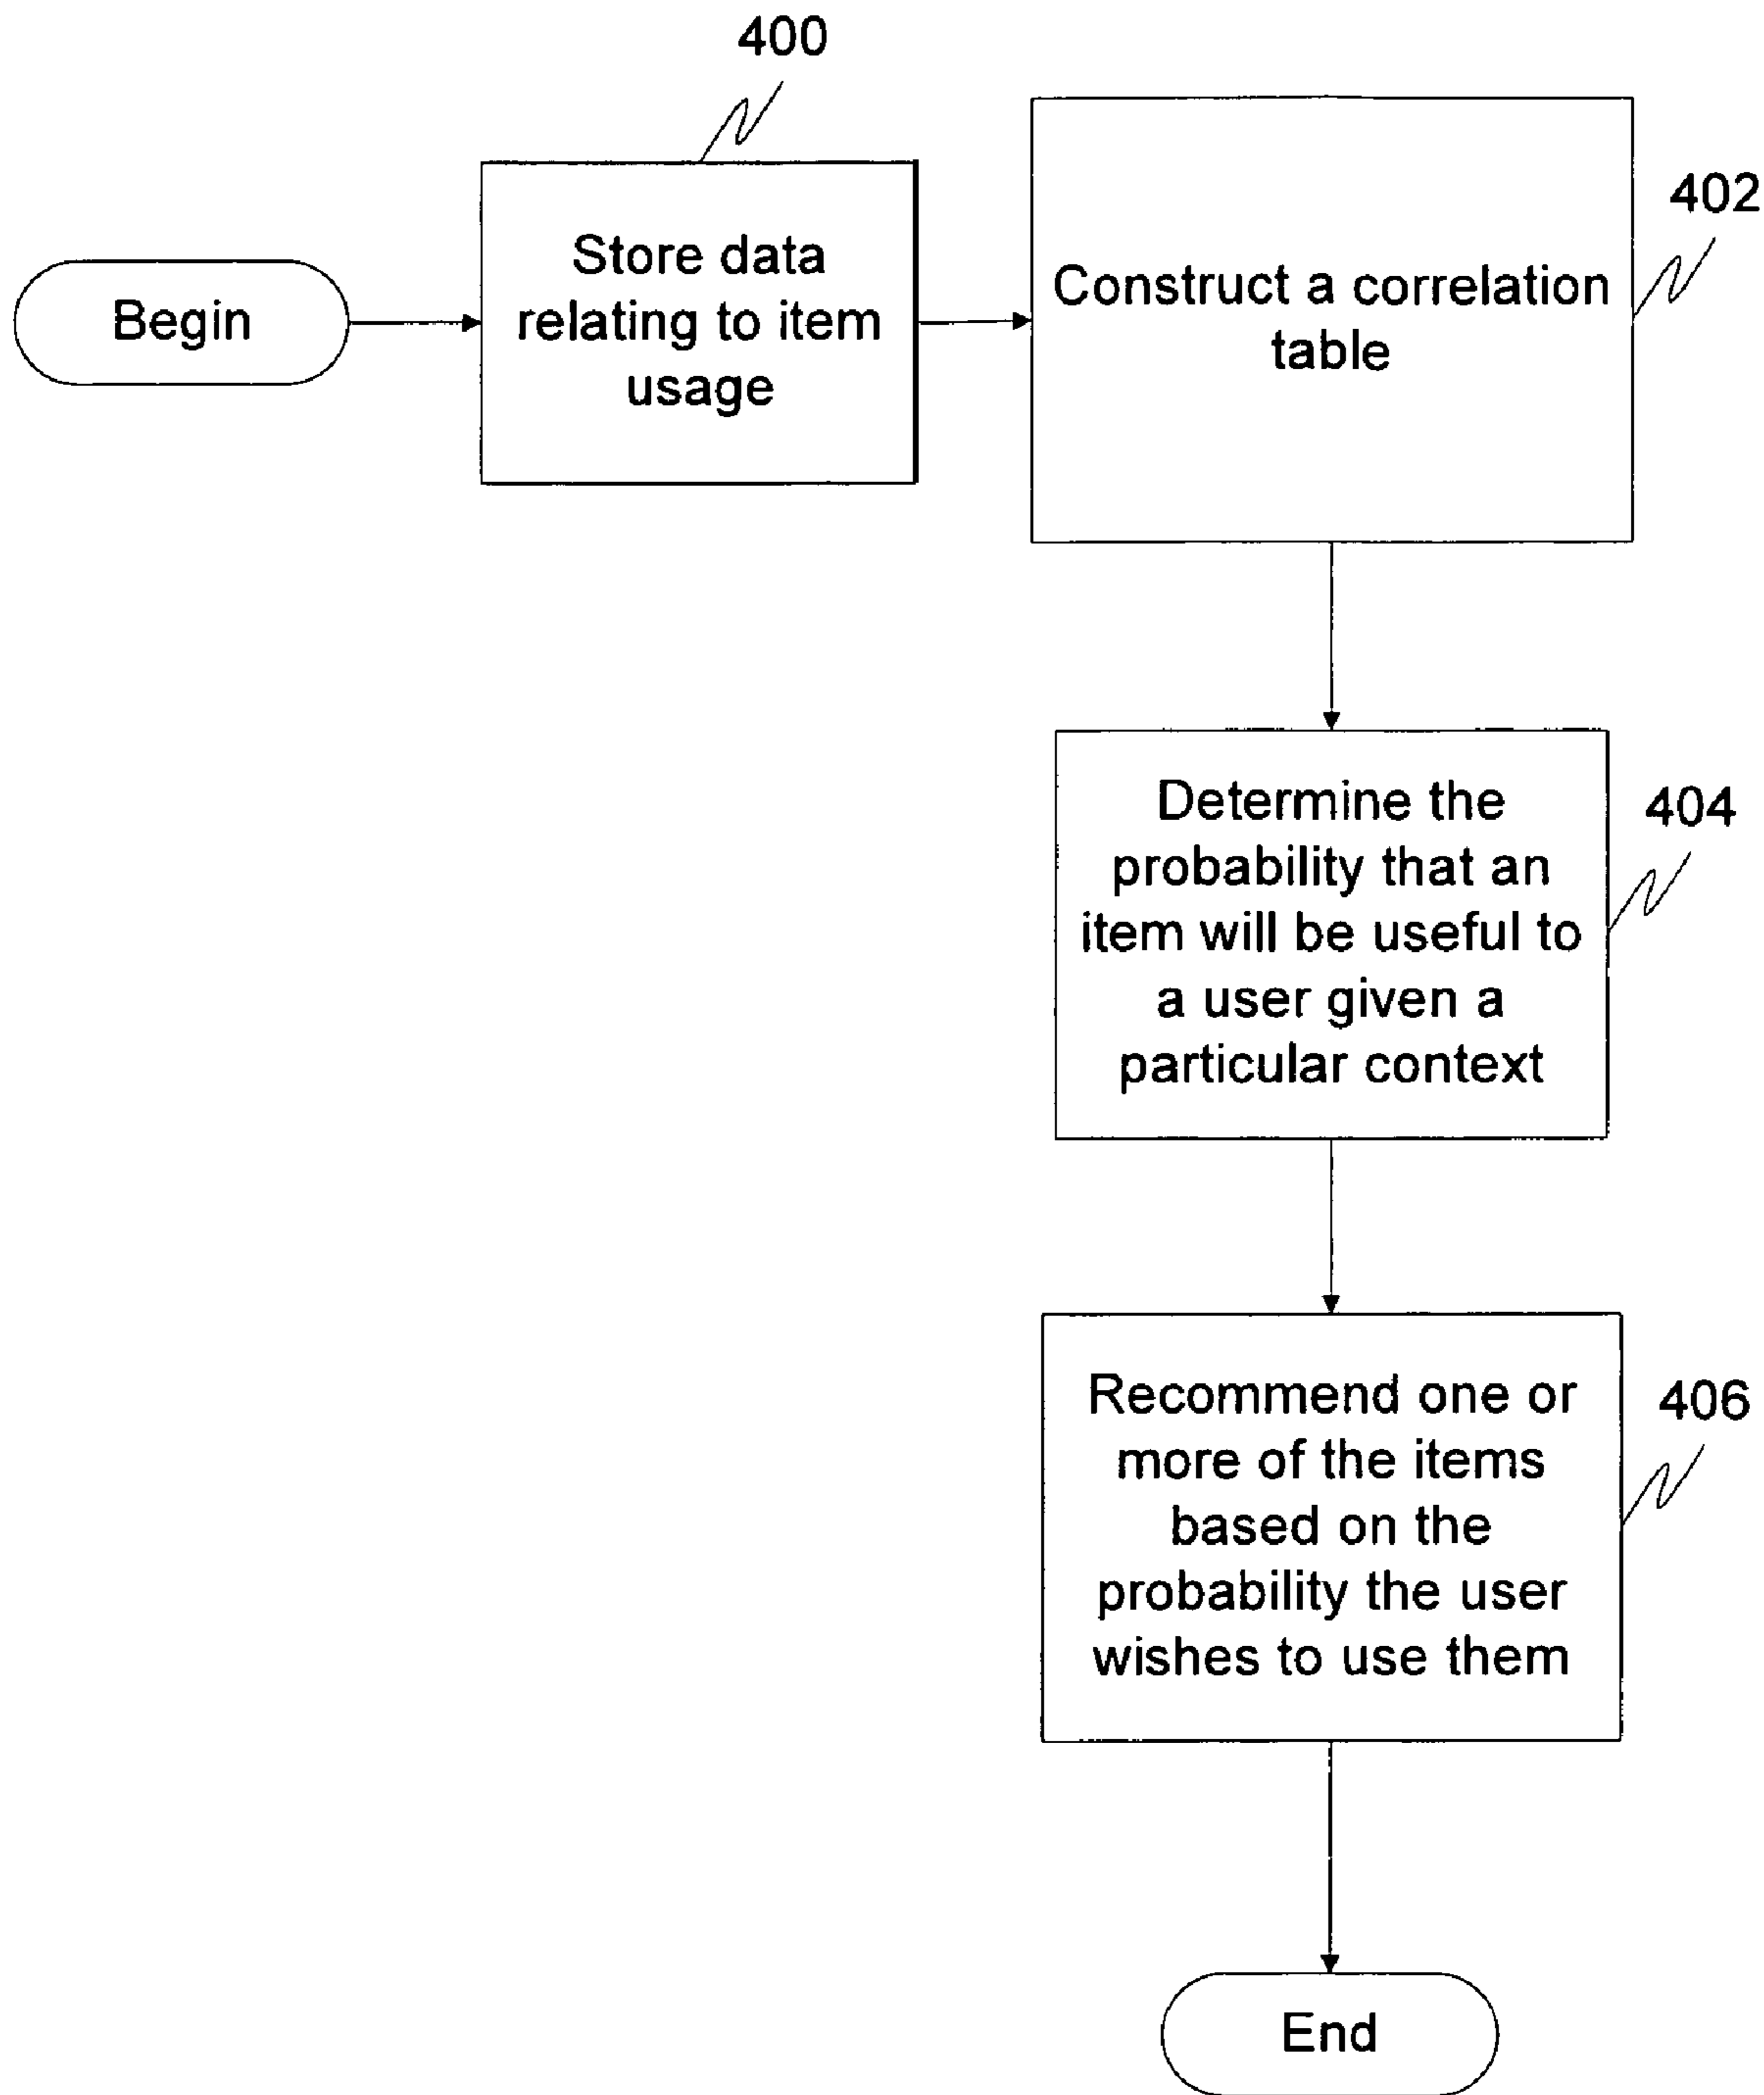 400
Begin
Store data
relating to item
usage
Construct a correlation
table
402
Determine the
probability that an
item will be useful to
a user given a
particular context
404
Recommend one or
more of the items
based on the
probability the user
wishes to use them
406
End